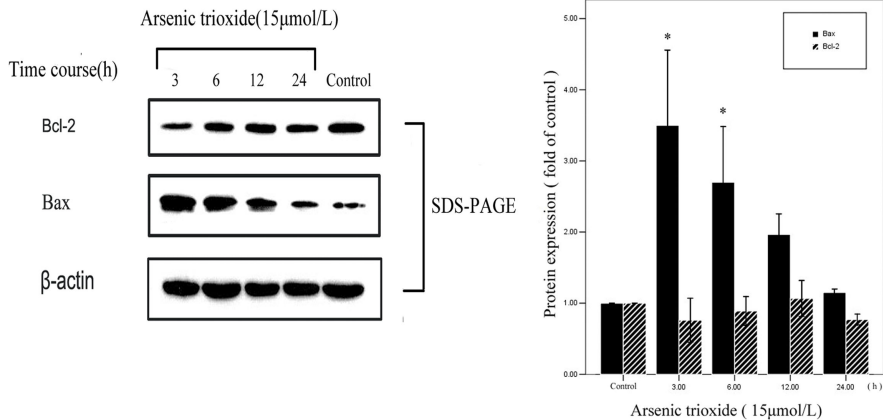 Arsenic trioxide(15μmol/L)
Time course(h)
3 6 12 24 Control
Bcl-2
Bax
β-actin
SDS-PAGE
Protein expression ( fold of control )
5.00
4.00
3.00
2.00
1.00
0.00
Bax
Bcl-2
*
*
Control 3.00 6.00 12.00 24.00 ( h )
Arsenic trioxide ( 15μmol/L)